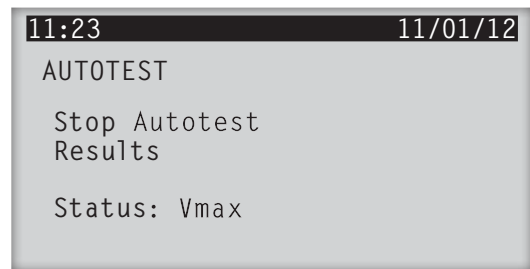 11:23 11/01/12
AUTOTEST
Stop Autotest
Results
Status: Vmax